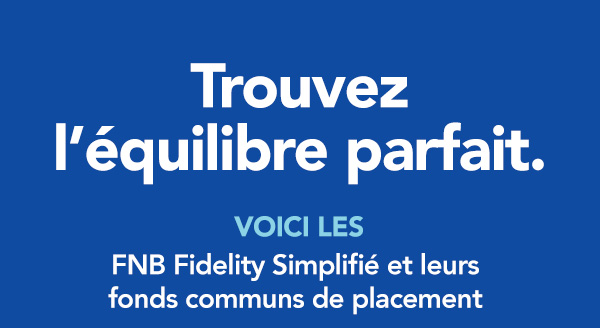 Trouvez
l’équilibre parfait.
VOICI LES
FNB Fidelity Simplifié et leurs
fonds communs de placement